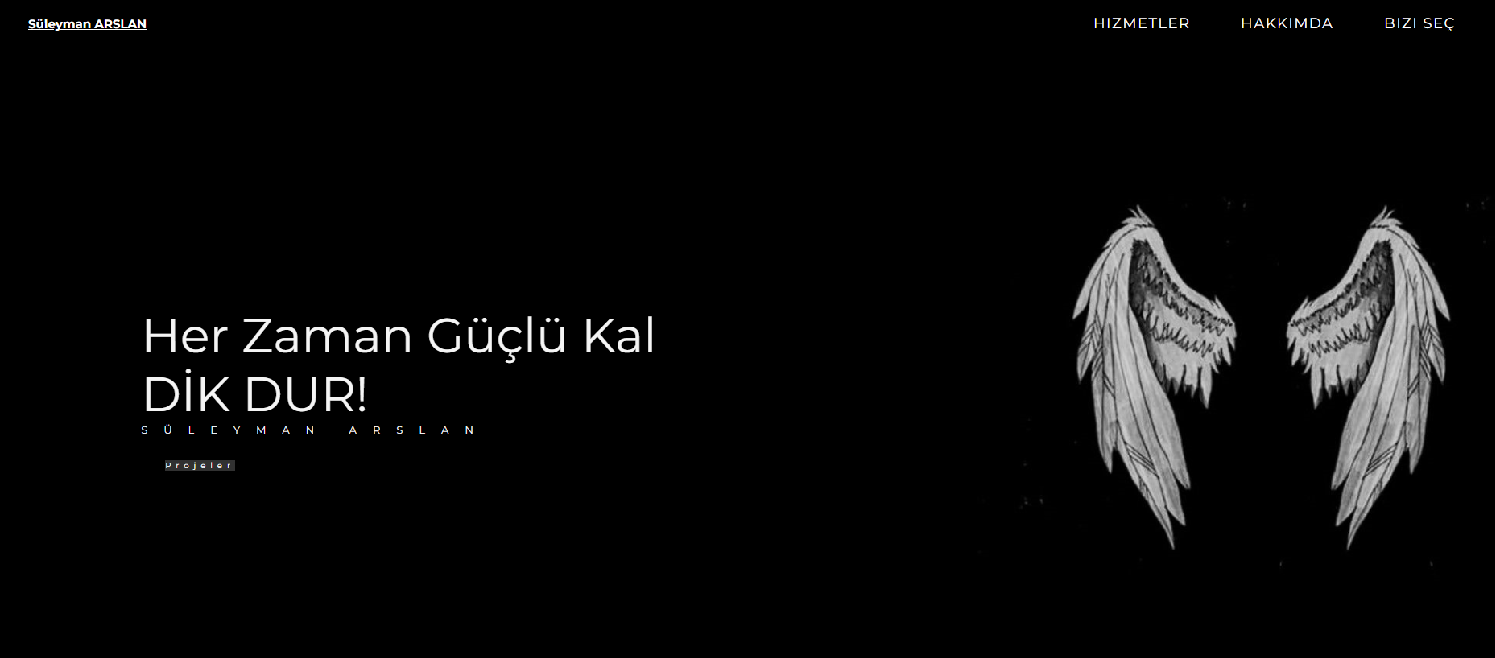 Süleyman ARSLAN
HIZMETLER HAKKIMDA BIZI SEÇ
Her Zaman Güçlü Kal
DİK DUR!
SÜLEYMAN ARSLAN
Projeler